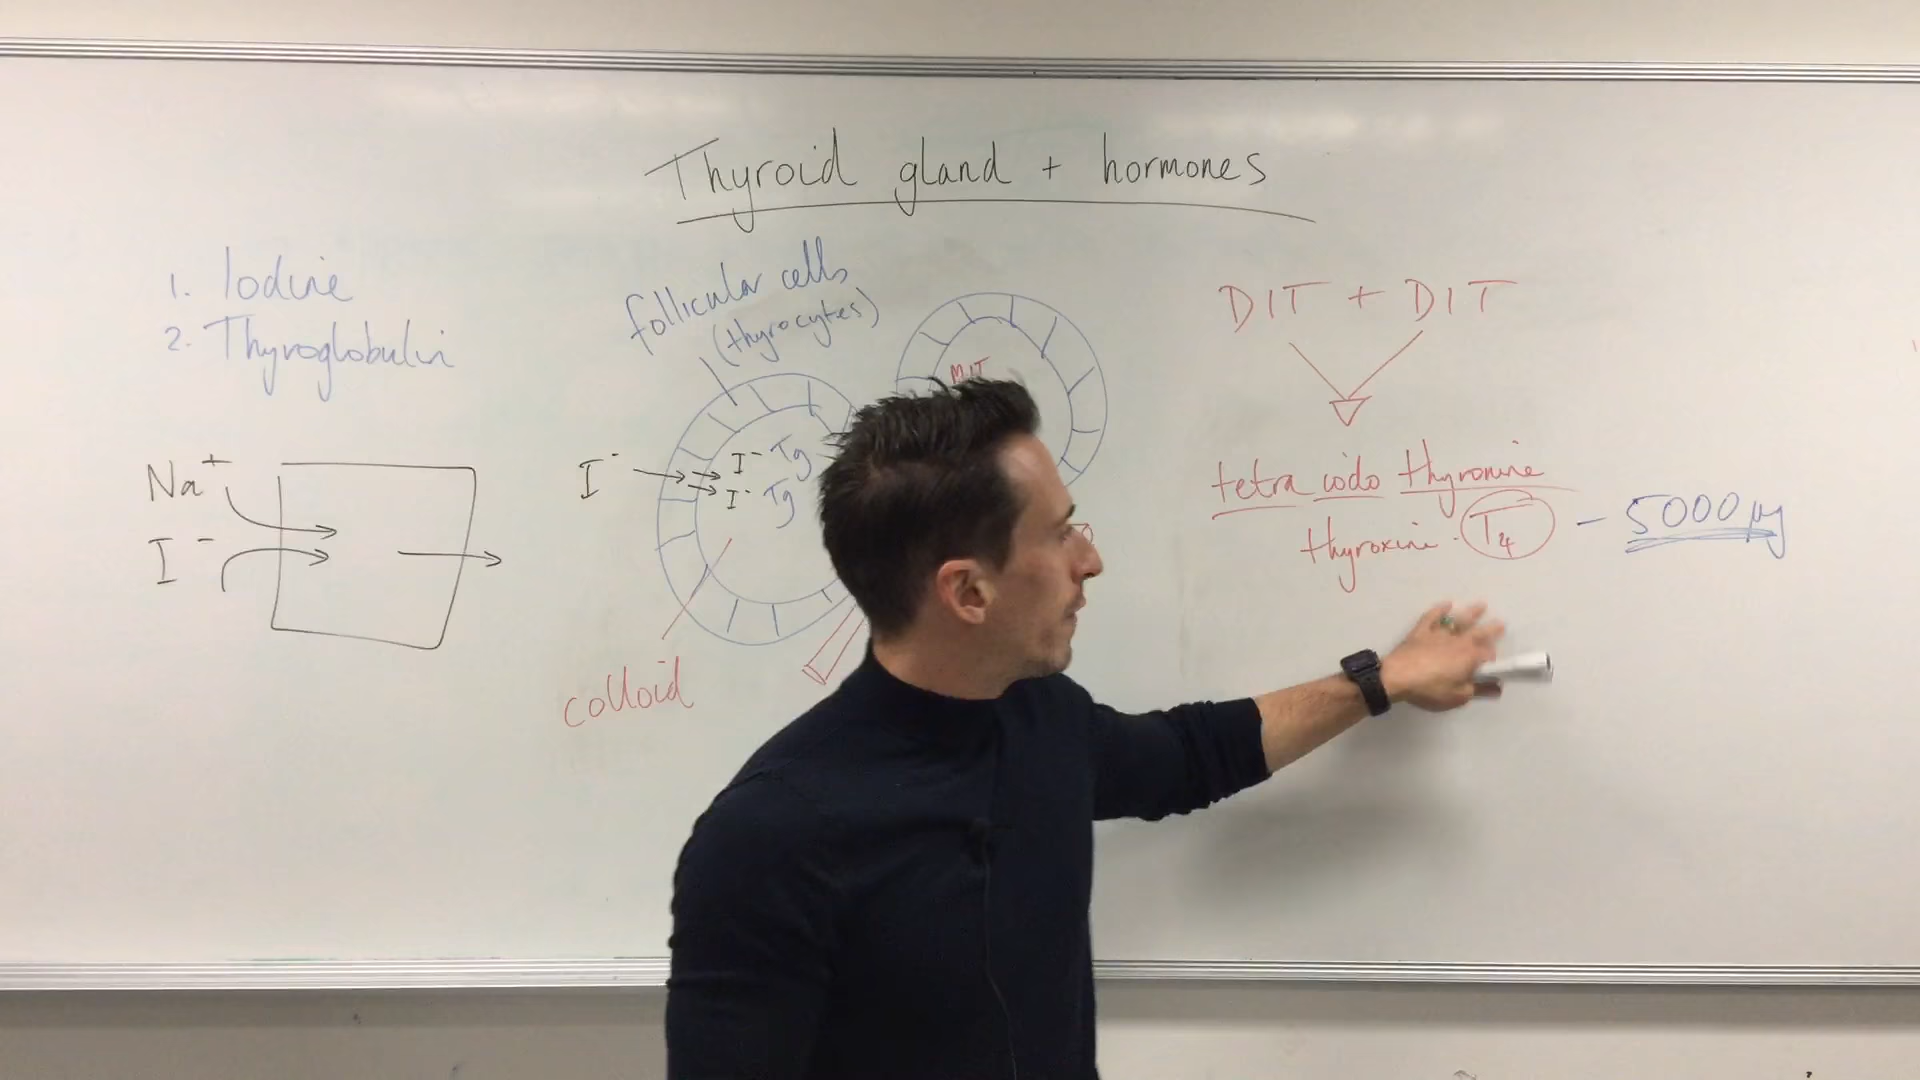 Thyroid gland + hormones
1. Iodine
2. Thyroglobulin
follicular cells
(thyrocytes)
DIT + DIT
MIT
Na+
I-
I-
I- Tg
I- Tg
tetra iodo thyronine
thyroxine. T4 – 5000 µg
colloid